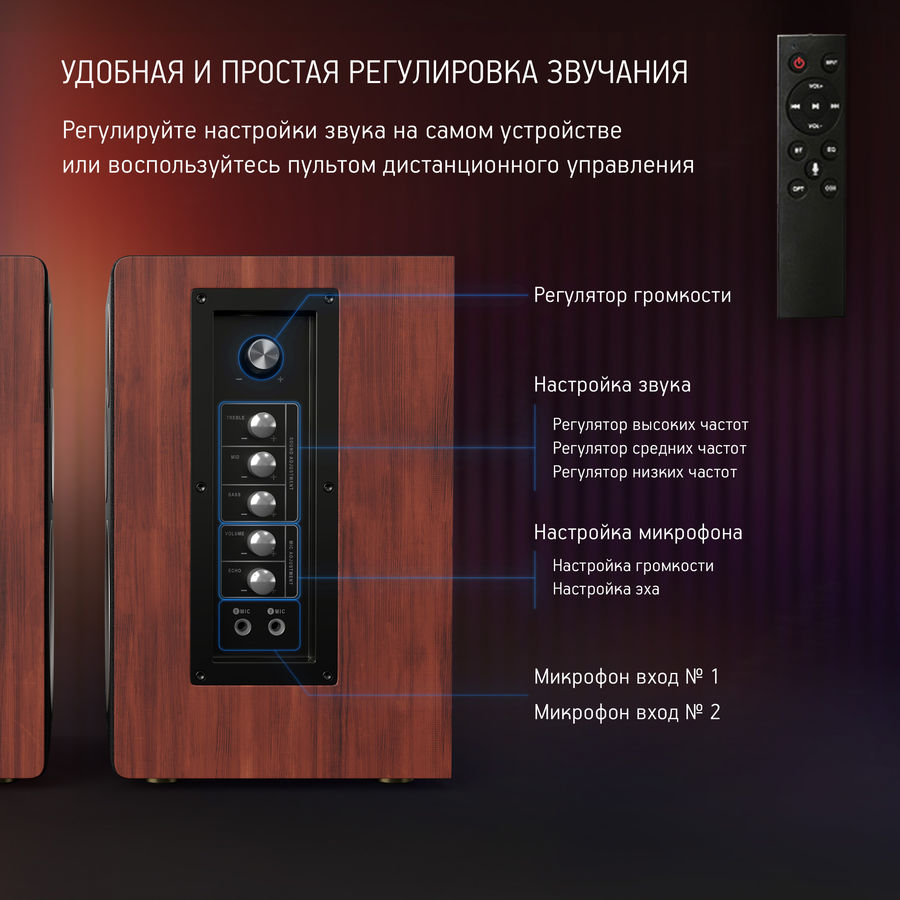 УДОБНАЯ И ПРОСТАЯ РЕГУЛИРОВКА ЗВУЧАНИЯ
Регулируйте настройки звука на самом устройстве
или воспользуйтесь пультом дистанционного управления
INPUT
VOL+
VOL-
BT
EQ
OPT
Регулятор громкости
− +
TREBLE
MID
BASS
SOUND ADJUSTMENT
VOLUME
ECHO
MIC ADJUSTMENT
1 MIC 2 MIC
Настройка звука
Регулятор высоких частот
Регулятор средних частот
Регулятор низких частот
Настройка микрофона
Настройка громкости
Настройка эха
Микрофон вход № 1
Микрофон вход № 2